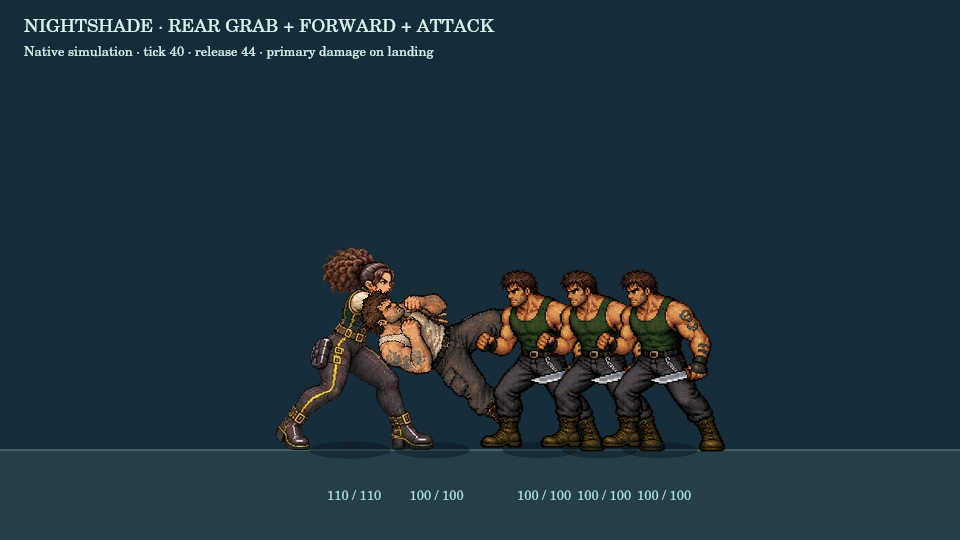 NIGHTSHADE · REAR GRAB + FORWARD + ATTACK
Native simulation · tick 40 · release 44 · primary damage on landing
110 / 110 100 / 100 100 / 100 100 / 100 100 / 100